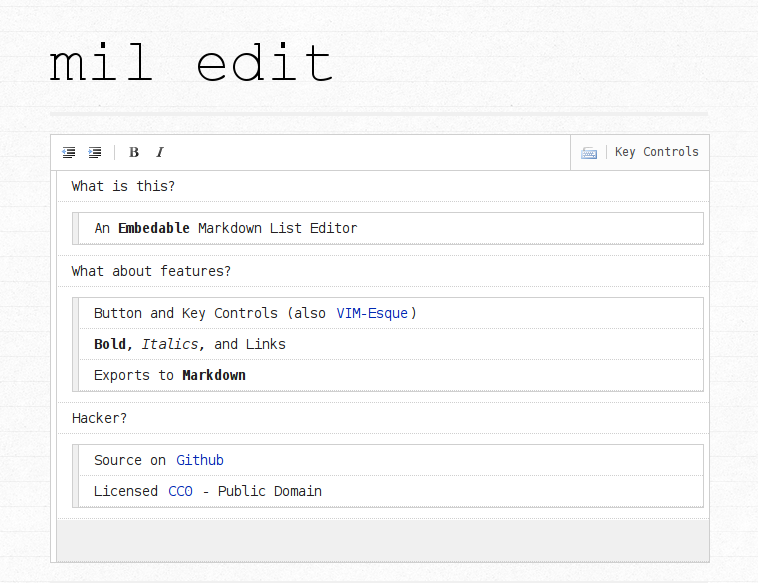 mil edit
B I Key Controls
What is this?
An Embedable Markdown List Editor
What about features?
Button and Key Controls (also VIM-Esque)
Bold, Italics, and Links
Exports to Markdown
Hacker?
Source on Github
Licensed CC0 - Public Domain